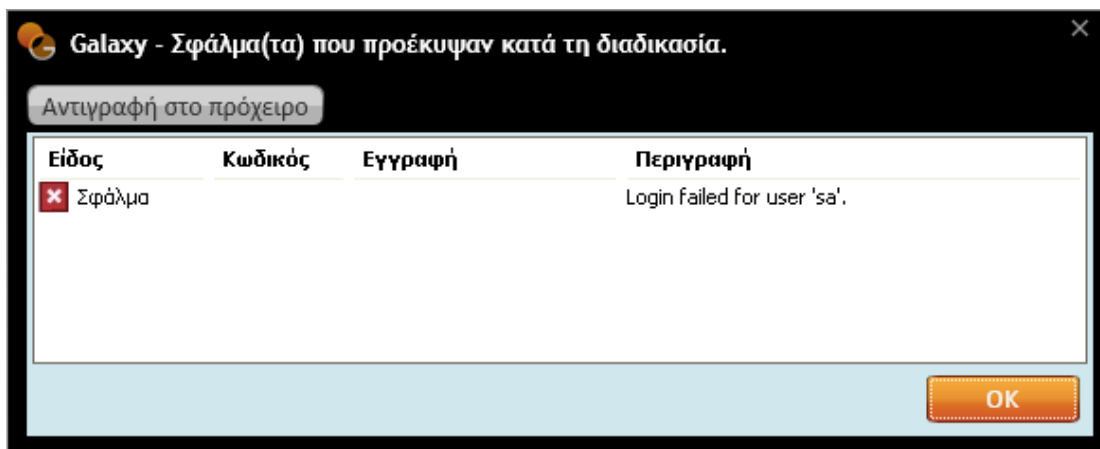 Galaxy - Σφάλμα(τα) που προέκυψαν κατά τη διαδικασία.
Αντιγραφή στο πρόχειρο
Είδος Κωδικός Εγγραφή Περιγραφή
Σφάλμα Login failed for user 'sa'.
OK